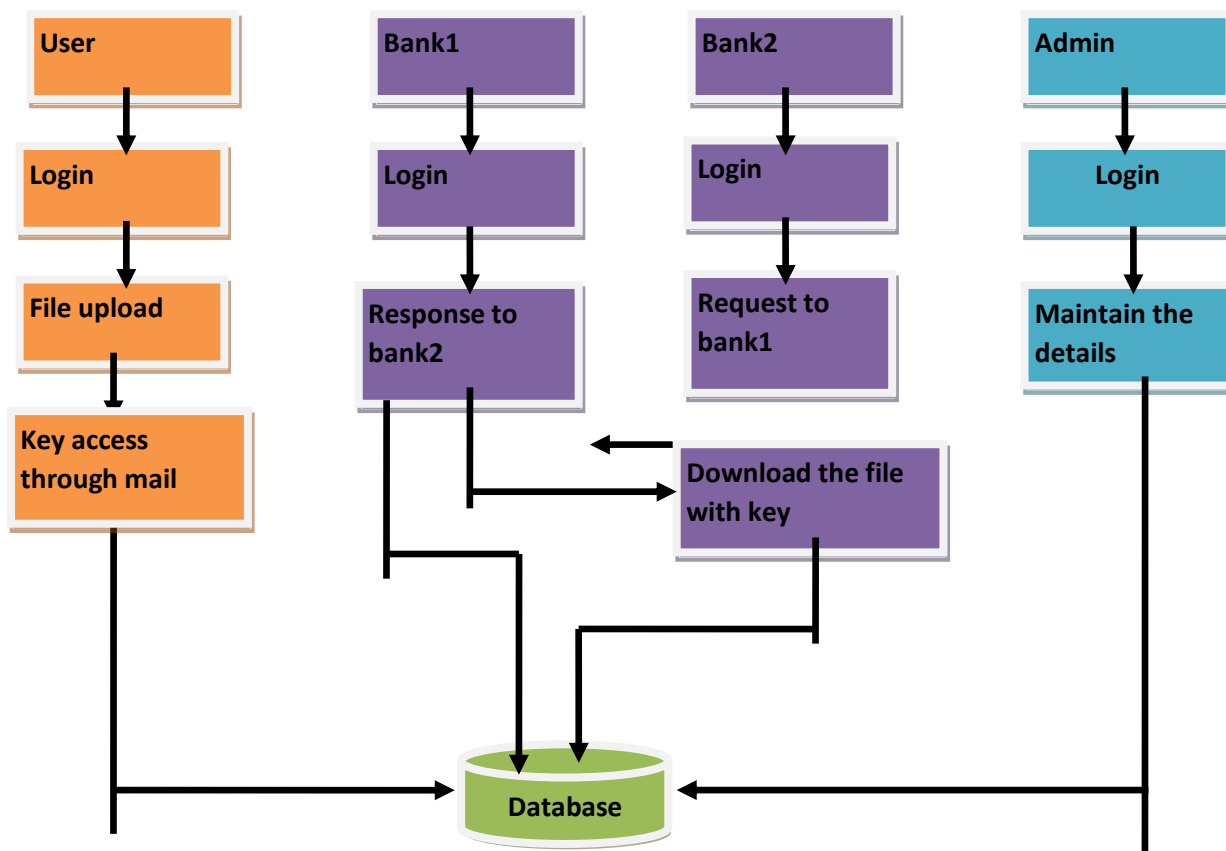 User
Bank1
Bank2
Admin
Login
Login
Login
Login
File upload
Response to
bank2
Request to
bank1
Maintain the
details
Key access
through mail
Download the file
with key
Database